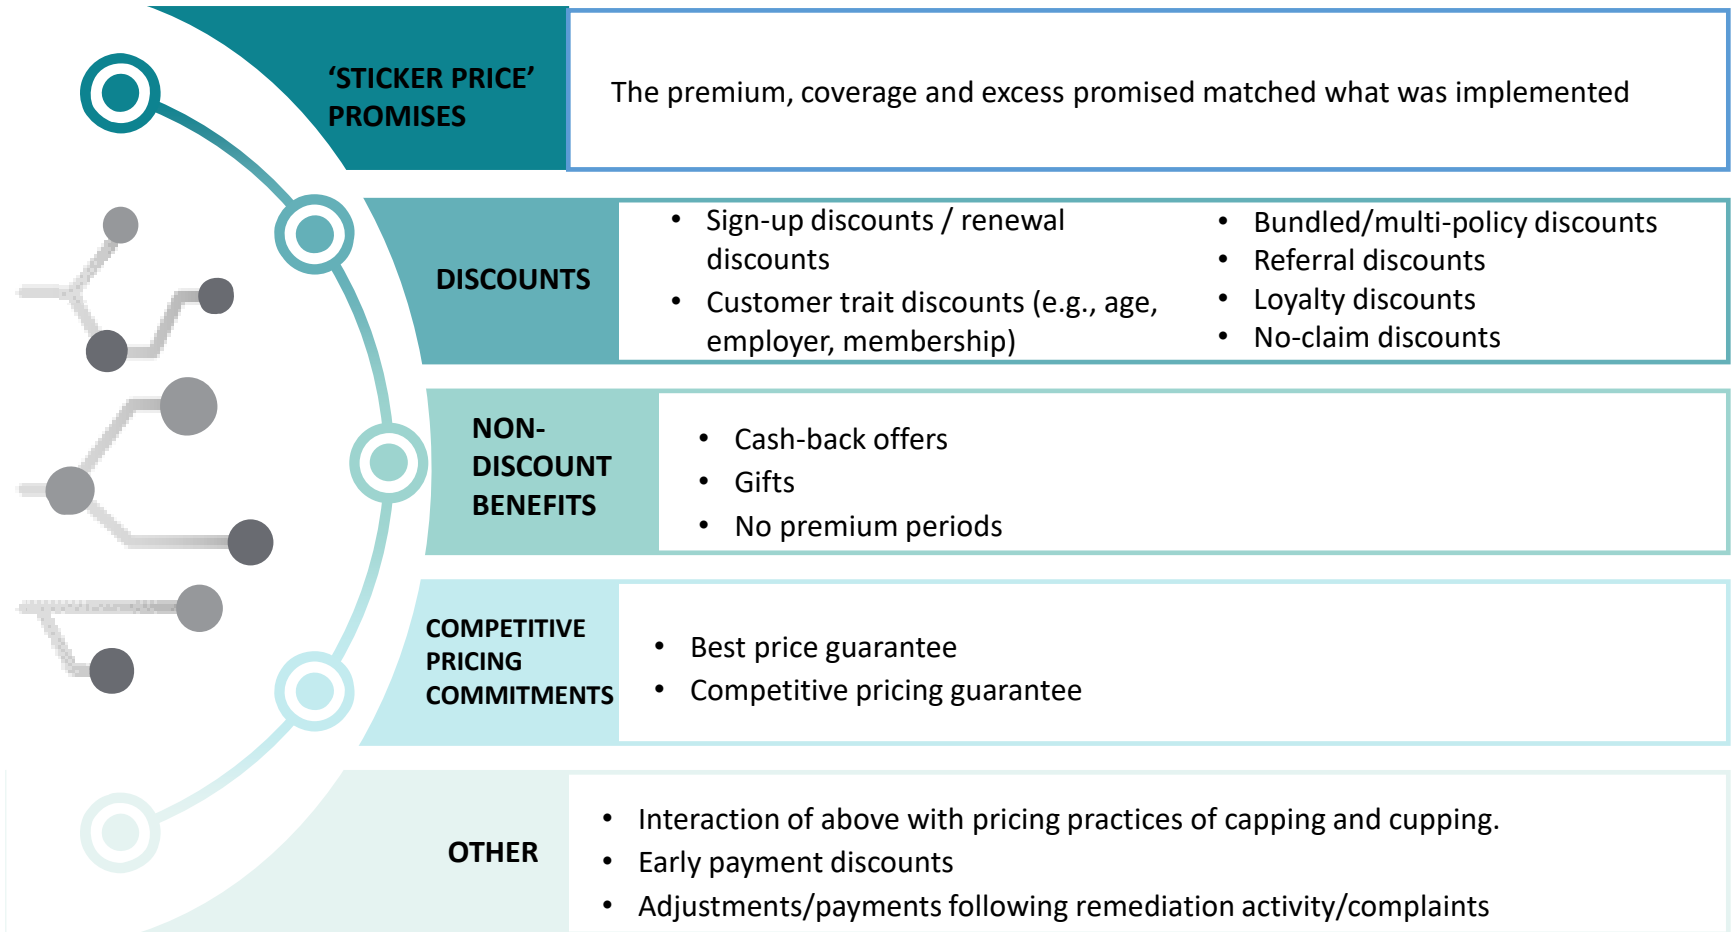 ‘STICKER PRICE’
PROMISES
The premium, coverage and excess promised matched what was implemented
DISCOUNTS
• Sign-up discounts / renewal
discounts
• Customer trait discounts (e.g., age,
employer, membership)
• Bundled/multi-policy discounts
• Referral discounts
• Loyalty discounts
• No-claim discounts
NON-
DISCOUNT
BENEFITS
• Cash-back offers
• Gifts
• No premium periods
COMPETITIVE
PRICING
COMMITMENTS
• Best price guarantee
• Competitive pricing guarantee
OTHER
• Interaction of above with pricing practices of capping and cupping.
• Early payment discounts
• Adjustments/payments following remediation activity/complaints